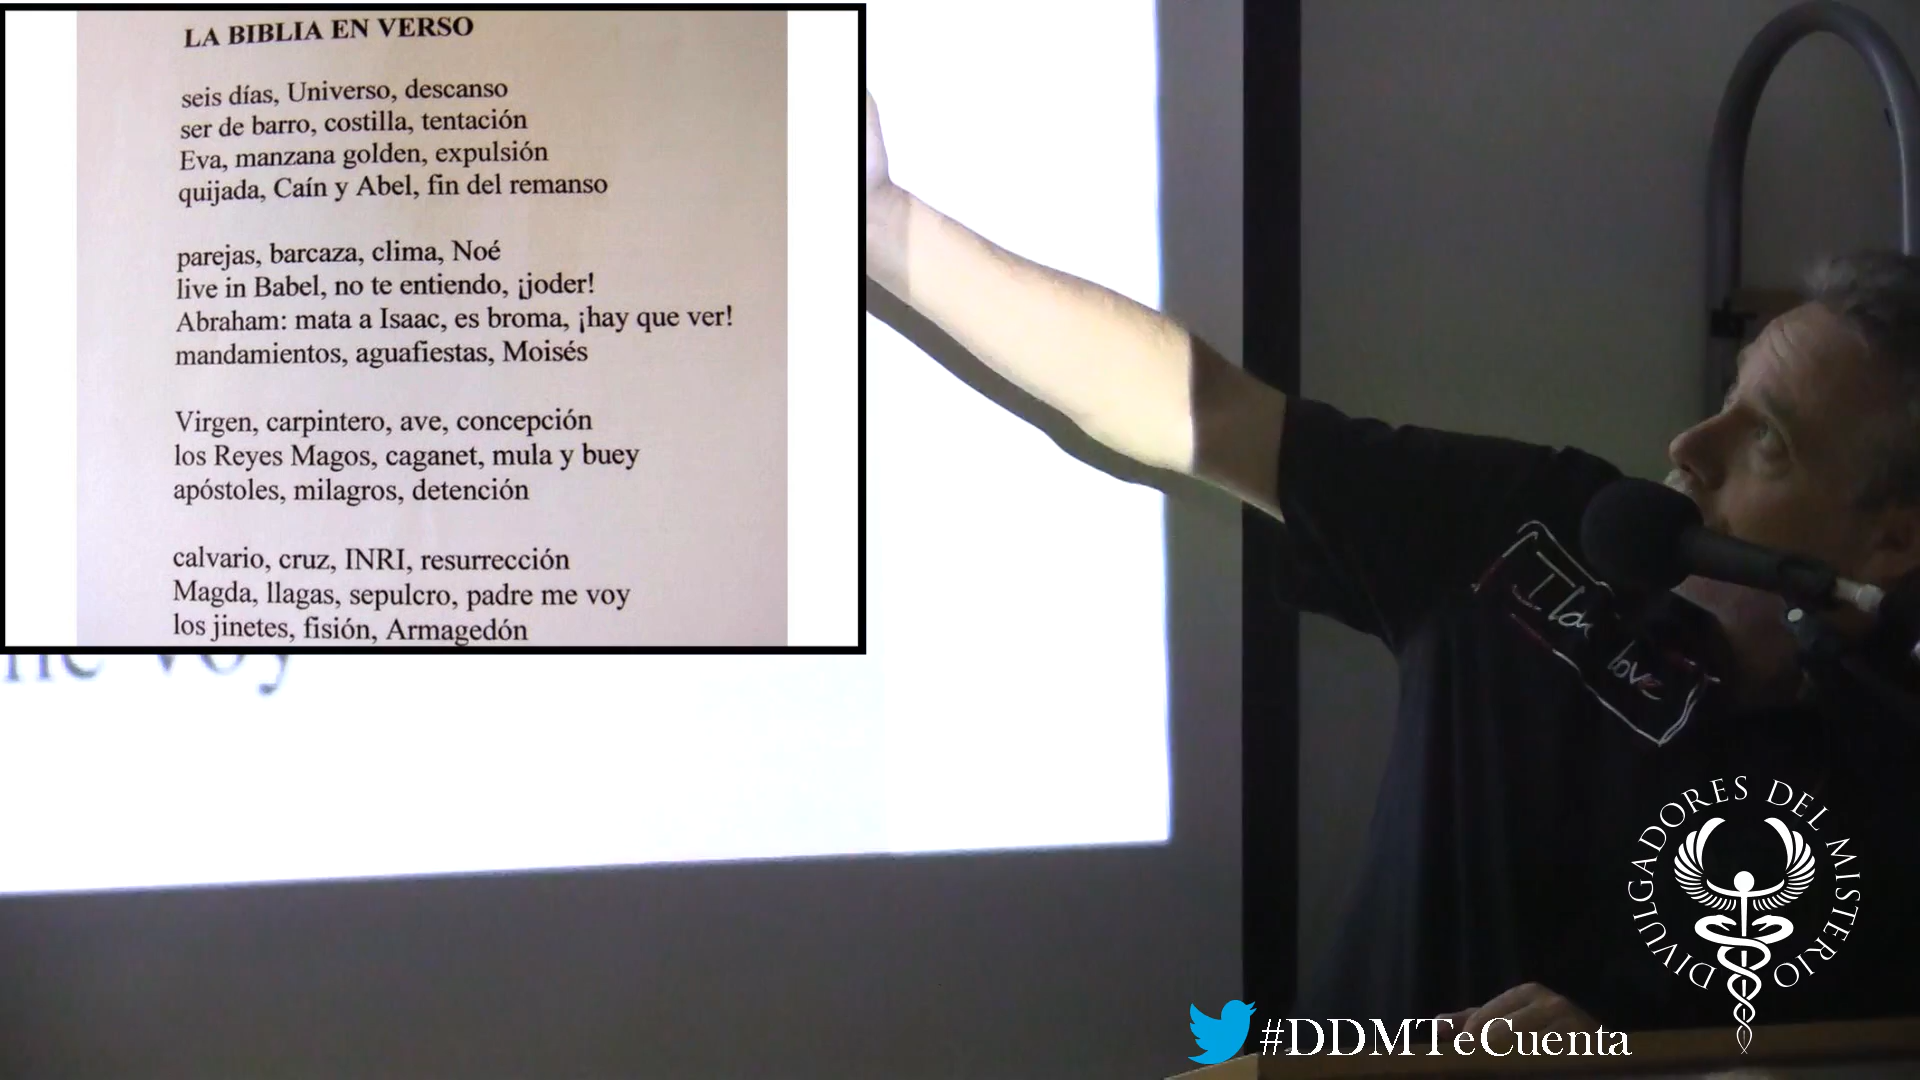 LA BIBLIA EN VERSO
seis días, Universo, descanso
ser de barro, costilla, tentación
Eva, manzana golden, expulsión
quijada, Caín y Abel, fin del remanso
parejas, barcaza, clima, Noé
live in Babel, no te entiendo, ¡joder!
Abraham: mata a Isaac, es broma, ¡hay que ver!
mandamientos, aguafiestas, Moisés
Virgen, carpintero, ave, concepción
los Reyes Magos, caganet, mula y buey
apóstoles, milagros, detención
calvario, cruz, INRI, resurrección
Magda, llagas, sepulcro, padre me voy
los jinetes, fisión, Armagedón
voy
love
DIVULGADORES DEL MISTERIO
#DDMTeCuenta